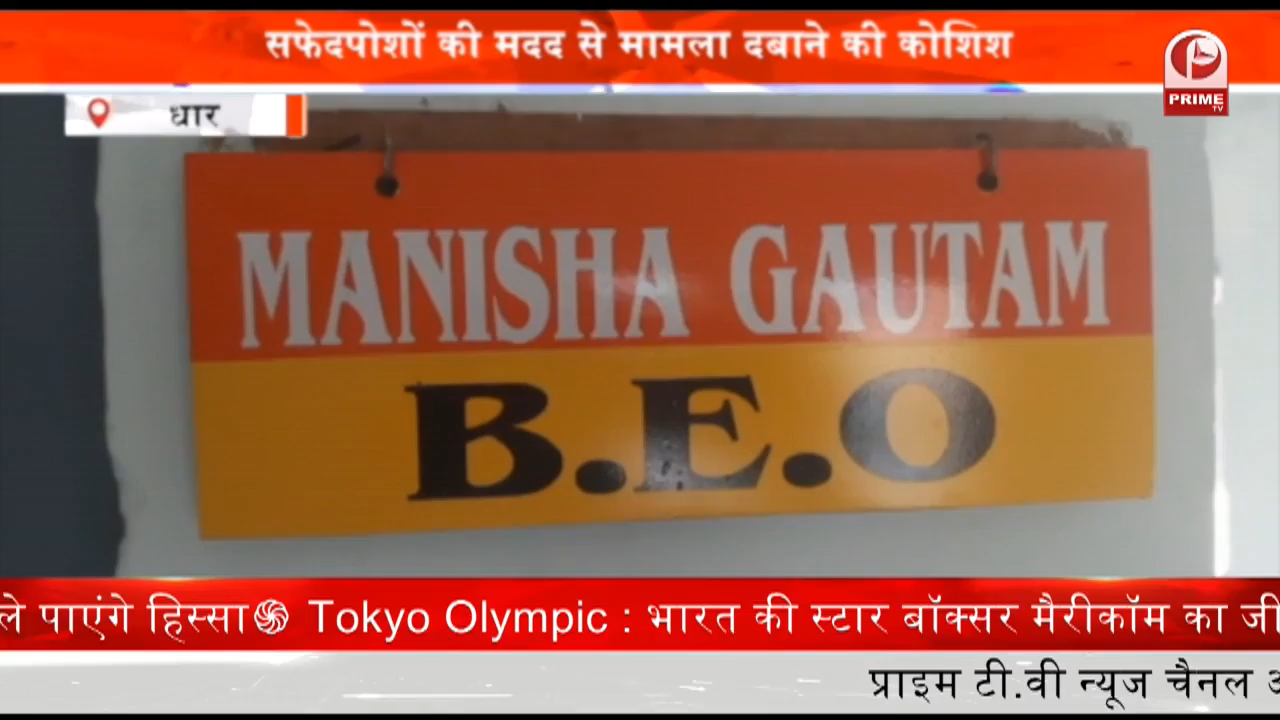 सफेदपोशों की मदद से मामला दबाने की कोशिश
PRIME
TV
धार
MANISHA GAUTAM
B.E.O
ले पाएंगे हिस्सा Tokyo Olympic : भारत की स्टार बॉक्सर मैरीकॉम का जी
प्राइम टी.वी न्यूज चैनल